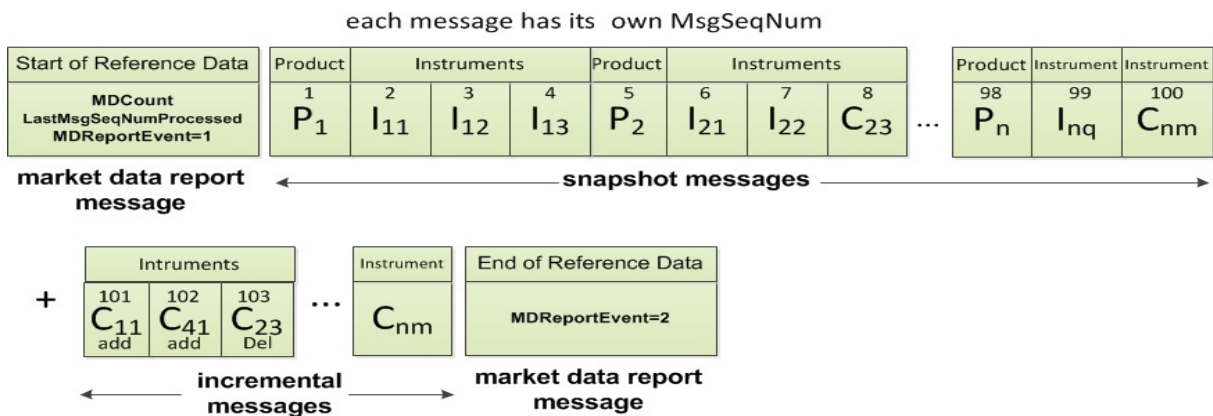 each message has its own MsgSeqNum
Start of Reference Data
Product
Instruments
Product
Instruments
Product
Instrument
Instrument
MDCount
LastMsgSeqNumProcessed
MDReportEvent=1
1 2 3 4 5 6 7 8 98 99 100
P1 I11 I12 I13 P2 I21 I22 C23 ... Pn Inq Cnm
market data report
message
snapshot messages
+
Intruments
Instrument
End of Reference Data
101 102 103
C11 C41 C23 ... Cnm
add add Del
MDReportEvent=2
incremental
messages
market data report
message